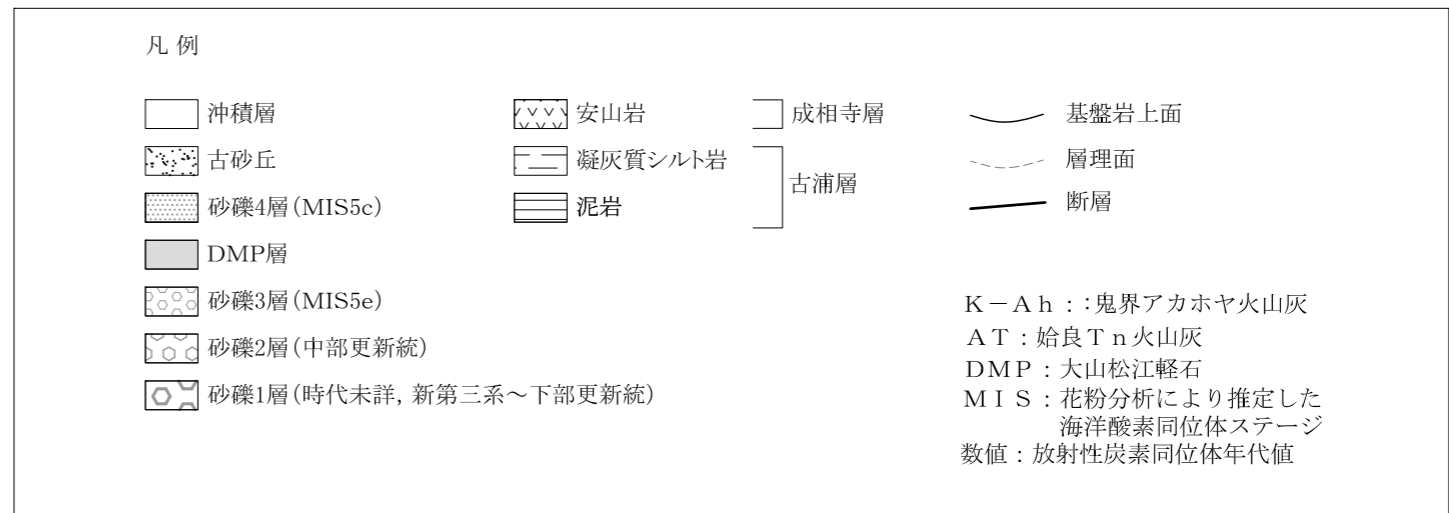 凡 例
沖積層
古砂丘
砂礫4層(MIS5c)
DMP層
砂礫3層(MIS5e)
砂礫2層(中部更新統)
砂礫1層(時代未詳, 新第三系～下部更新統)
安山岩
凝灰質シルト岩
泥岩
成相寺層
古浦層
基盤岩上面
層理面
断層
K－Ah：:鬼界アカホヤ火山灰
AT：姶良Tn火山灰
DMP：大山松江軽石
MIS：花粉分析により推定した
海洋酸素同位体ステージ
数値：放射性炭素同位体年代値